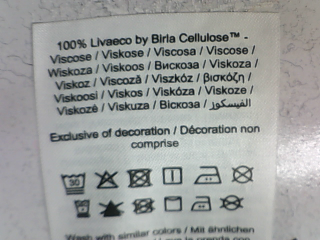 100% Livaeco by Birla Cellulose™ -
Viscose / Viskose / Viscosa / Viscose /
Wiskoza / Viskoos / Вискоза / Viskoza /
Viskoz / Viscoză / Viszkóz / βισκόζη /
Viskoosi / Viskos / Viskóza / Viskoze /
Viskozė / Viskuza / Віскоза / الفيسكوز
Exclusive of decoration / Décoration non
comprise
30
Wash with similar colors / Mit ähnlichen